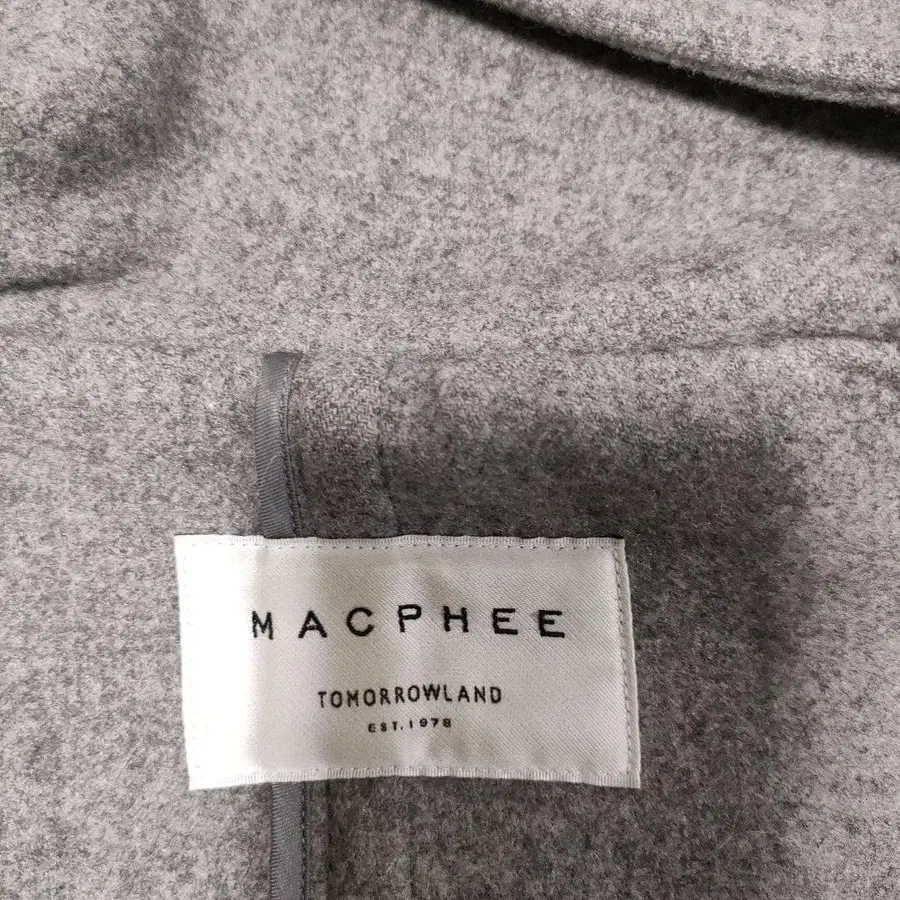 MACPHEE
TOMORROWLAND
EST. 1978